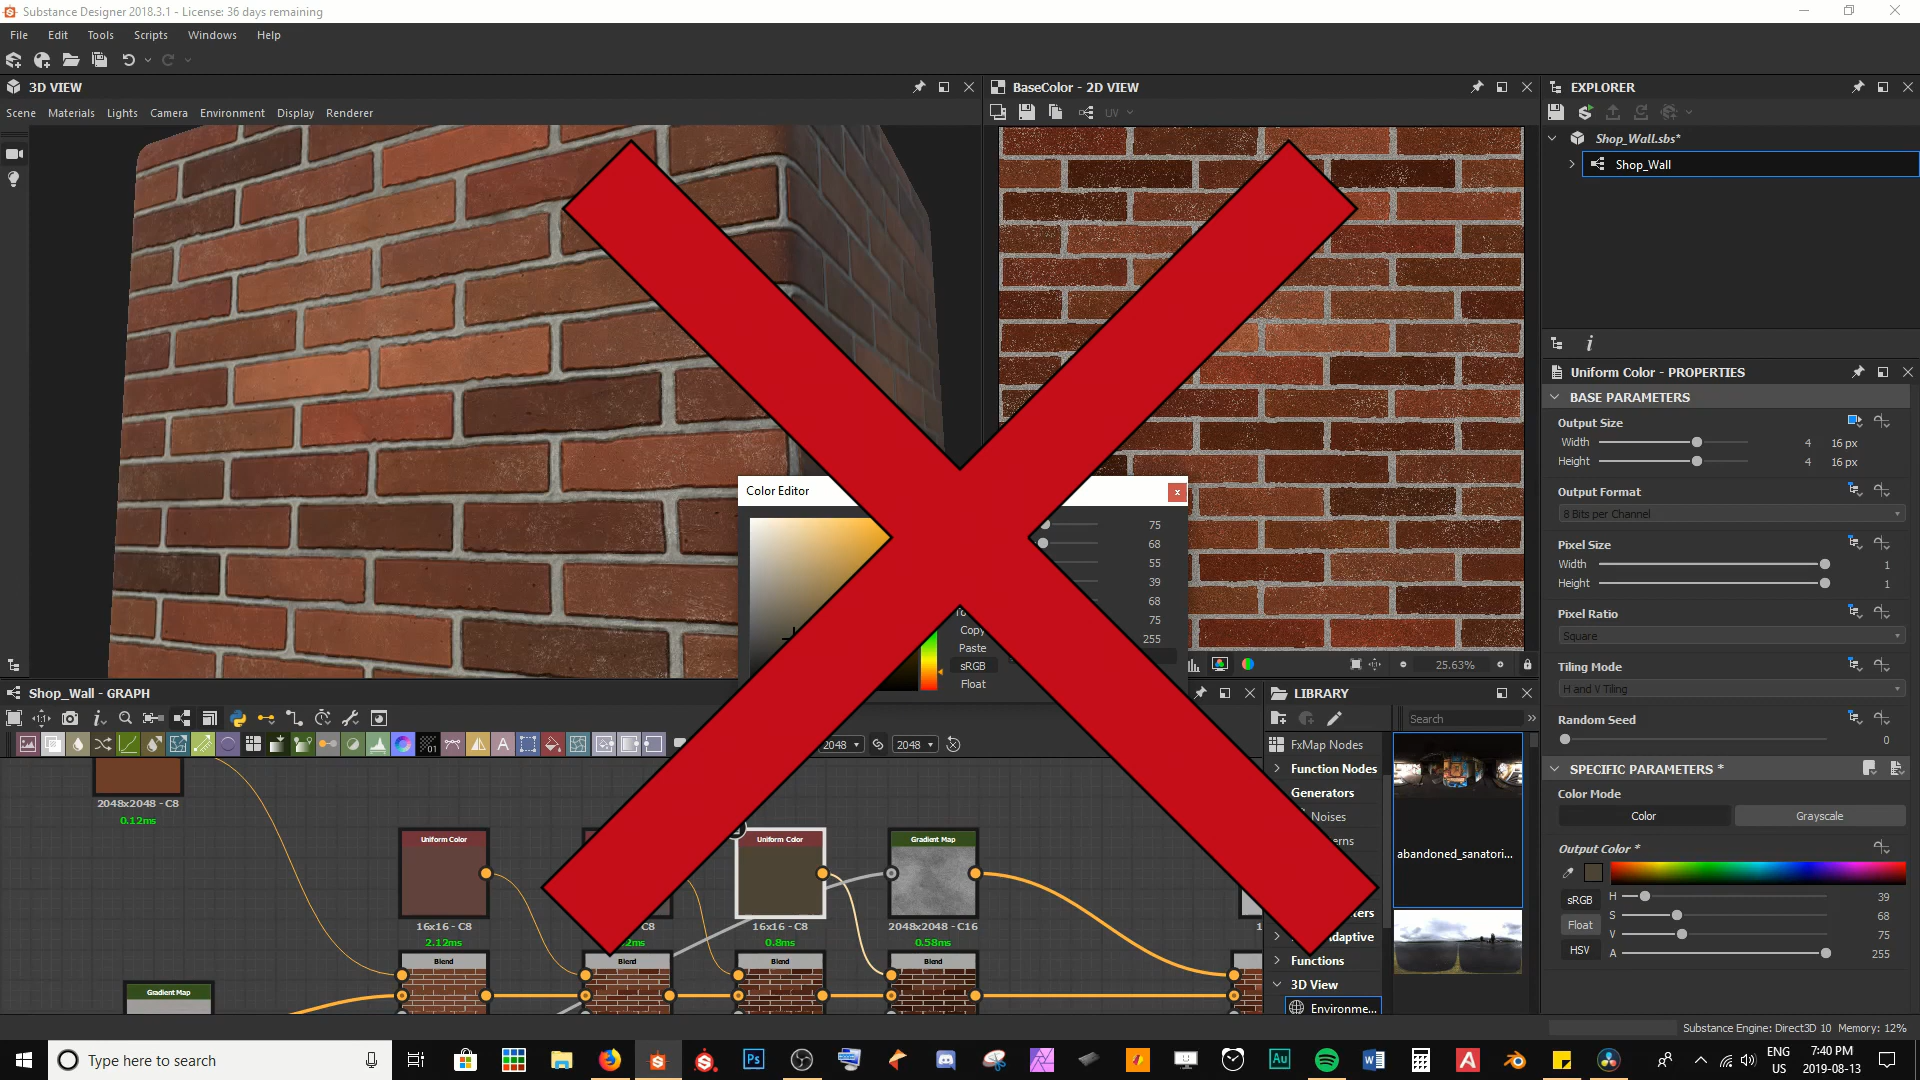 Substance Designer 2018.3.1 - License: 36 days remaining
File Edit Tools Scripts Windows Help
3D VIEW
Scene Materials Lights Camera Environment Display Renderer
BaseColor - 2D VIEW
UV
25.63%
EXPLORER
Shop_Wall.sbs*
Shop_Wall
Uniform Color - PROPERTIES
BASE PARAMETERS
Output Size
Width 4 16 px
Height 4 16 px
Output Format
8 Bits per Channel
Pixel Size
Width 1
Height 1
Pixel Ratio
Square
Tiling Mode
H and V Tiling
Random Seed
0
SPECIFIC PARAMETERS *
Color Mode
Color Grayscale
Output Color *
sRGB H 39
Float S 68
V 75
HSV A 255
Color Editor
x
75
68
55
39
68
75
255
Copy
Paste
sRGB
Float
Shop_Wall - GRAPH
2048 2048
2048x2048 - C8
0.12ms
Uniform Color
16x16 - C8
2.12ms
C8
2ms
Uniform Color
16x16 - C8
0.8ms
Gradient Map
2048x2048 - C16
0.58ms
Blend Blend Blend Blend
Gradient Map
LIBRARY
Search
FxMap Nodes
Function Nodes
Generators
Noises
erns
ters
Adaptive
Functions
3D View
Environme...
abandoned_sanatori...
Substance Engine: Direct3D 10 Memory: 12%
Type here to search
ENG
US
7:40 PM
2019-08-13